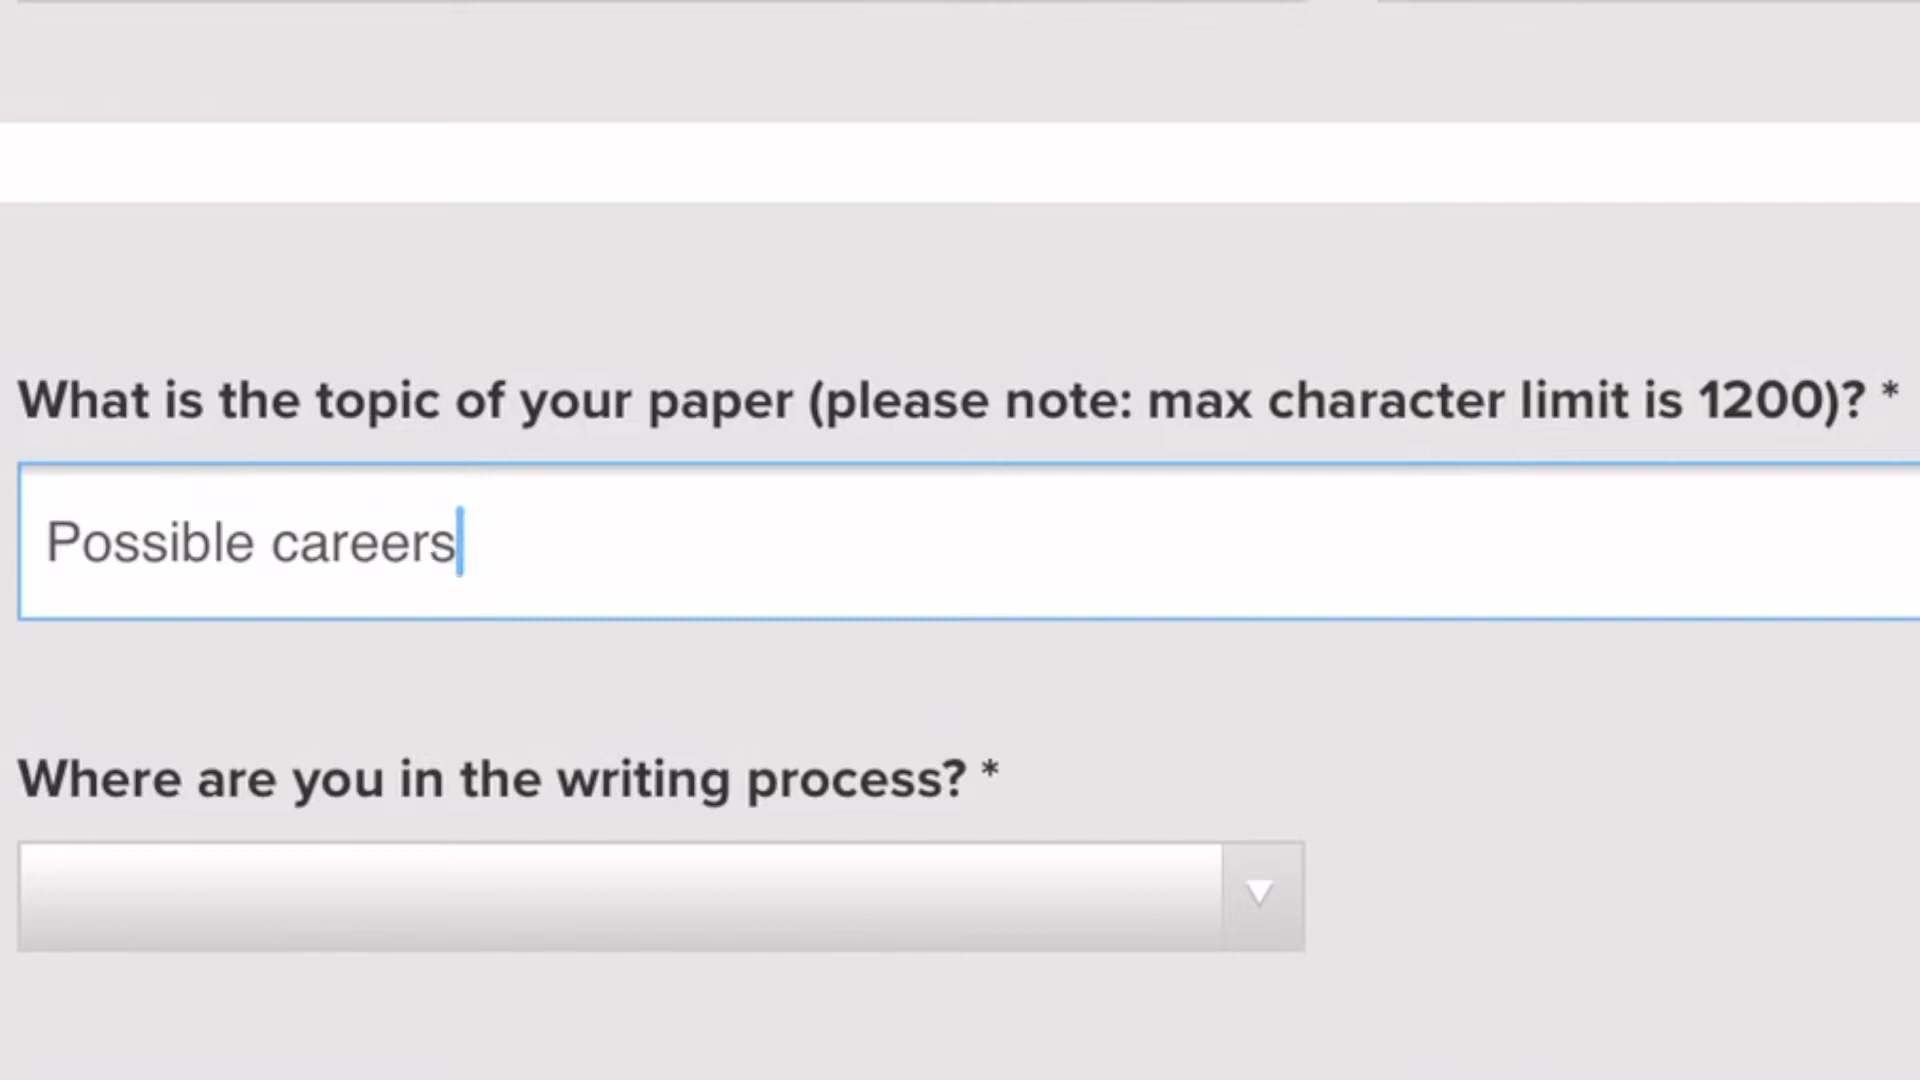 What is the topic of your paper (please note: max character limit is 1200)? *
Possible careers
Where are you in the writing process? *